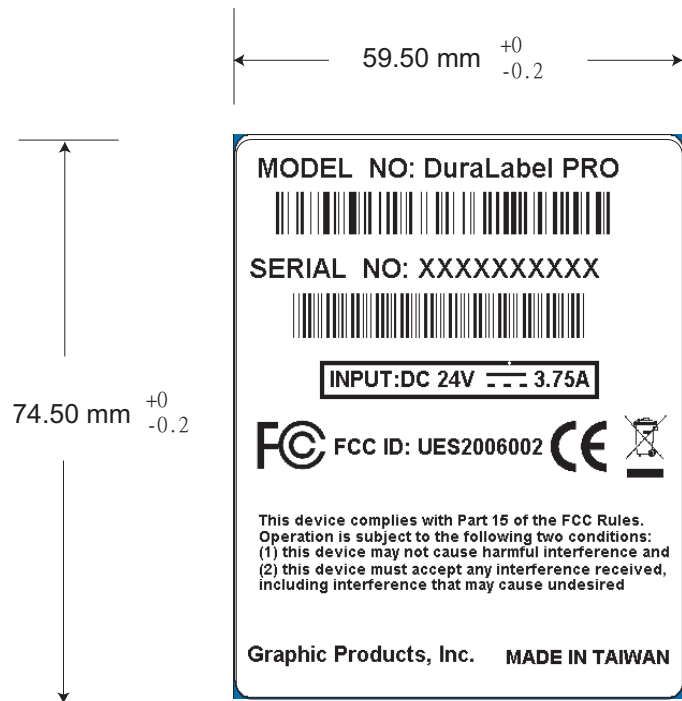 59.50 mm +0
-0.2
MODEL NO: DuraLabel PRO
SERIAL NO: XXXXXXXXXX
INPUT:DC 24V 3.75A
74.50 mm +0
-0.2
FC FCC ID: UES2006002 CE
This device complies with Part 15 of the FCC Rules.
Operation is subject to the following two conditions:
(1) this device may not cause harmful interference and
(2) this device must accept any interference received,
including interference that may cause undesired
Graphic Products, Inc. MADE IN TAIWAN